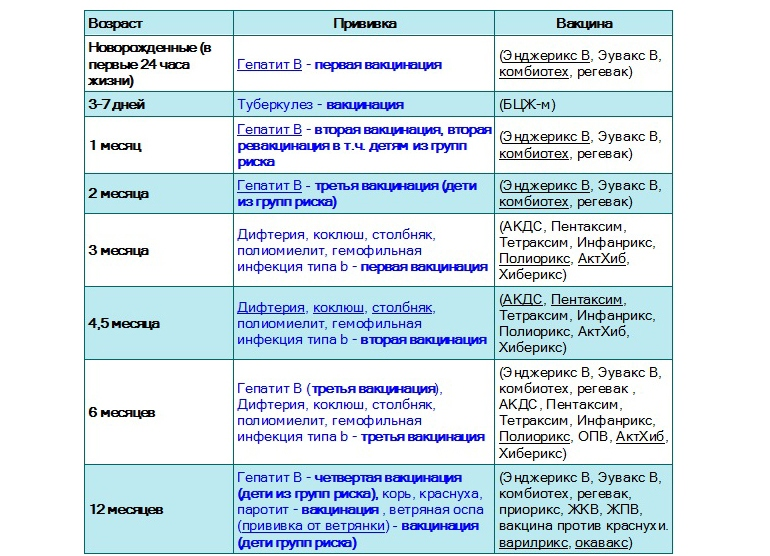 Возраст
Прививка
Вакцина
Новорожденные (в
первые 24 часа
жизни)
Гепатит В - первая вакцинация
(Энджерикс В, Эувакс В,
комбиотех, регевак)
3-7 дней
Туберкулез - вакцинация
(БЦЖ-м)
1 месяц
Гепатит В - вторая вакцинация, вторая
ревакцинация в т.ч. детям из групп
риска
(Энджерикс В, Эувакс В,
комбиотех, регевак)
2 месяца
Гепатит В - третья вакцинация (дети
из групп риска)
(Энджерикс В, Эувакс В,
комбиотех, регевак)
3 месяца
Дифтерия, коклюш, столбняк,
полиомиелит, гемофильная
инфекция типа b - первая вакцинация
(АКДС, Пентаксим,
Тетраксим, Инфанрикс,
Полиорикс, АктХиб,
Хиберикс)
4,5 месяца
Дифтерия, коклюш, столбняк,
полиомиелит, гемофильная
инфекция типа b - вторая вакцинация
(АКДС, Пентаксим,
Тетраксим, Инфанрикс,
Полиорикс, АктХиб,
Хиберикс)
6 месяцев
Гепатит В (третья вакцинация),
Дифтерия, коклюш, столбняк,
полиомиелит, гемофильная
инфекция типа b - третья вакцинация
(Энджерикс В, Эувакс В,
комбиотех, регевак ,
АКДС, Пентаксим,
Тетраксим, Инфанрикс,
Полиорикс, ОПВ, АктХиб,
Хиберикс)
12 месяцев
Гепатит В - четвертая вакцинация
(дети из групп риска), корь, краснуха,
паротит - вакцинация , ветряная оспа
(прививка от ветрянки) - вакцинация
(дети групп риска)
(Энджерикс В, Эувакс В,
комбиотех, регевак,
приорикс, ЖКВ, ЖПВ,
вакцина против краснухи.
варилрикс, окавакс)